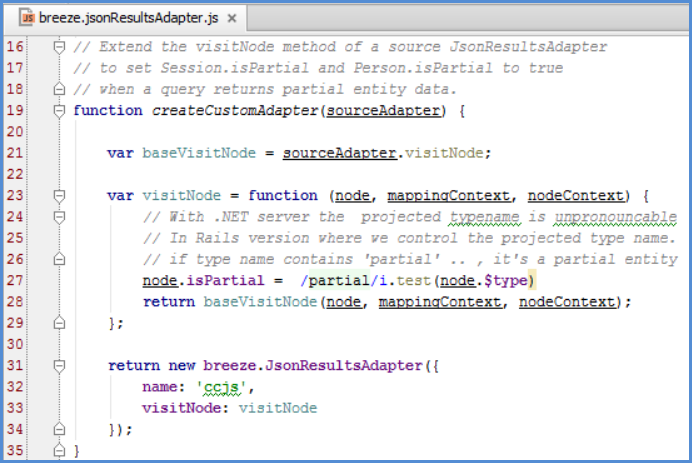 JS breeze.jsonResultsAdapter.js ×
16 // Extend the visitNode method of a source JsonResultsAdapter
17 // to set Session.isPartial and Person.isPartial to true
18 // when a query returns partial entity data.
19 function createCustomAdapter(sourceAdapter) {
20
21     var baseVisitNode = sourceAdapter.visitNode;
22
23     var visitNode = function (node, mappingContext, nodeContext) {
24         // With .NET server the  projected typename is unpronouncable
25         // In Rails version where we control the projected type name.
26         // if type name contains 'partial' .. , it's a partial entity
27         node.isPartial =  /partial/i.test(node.$type)
28         return baseVisitNode(node, mappingContext, nodeContext);
29     };
30
31     return new breeze.JsonResultsAdapter({
32         name: 'ccjs',
33         visitNode: visitNode
34     });
35 }